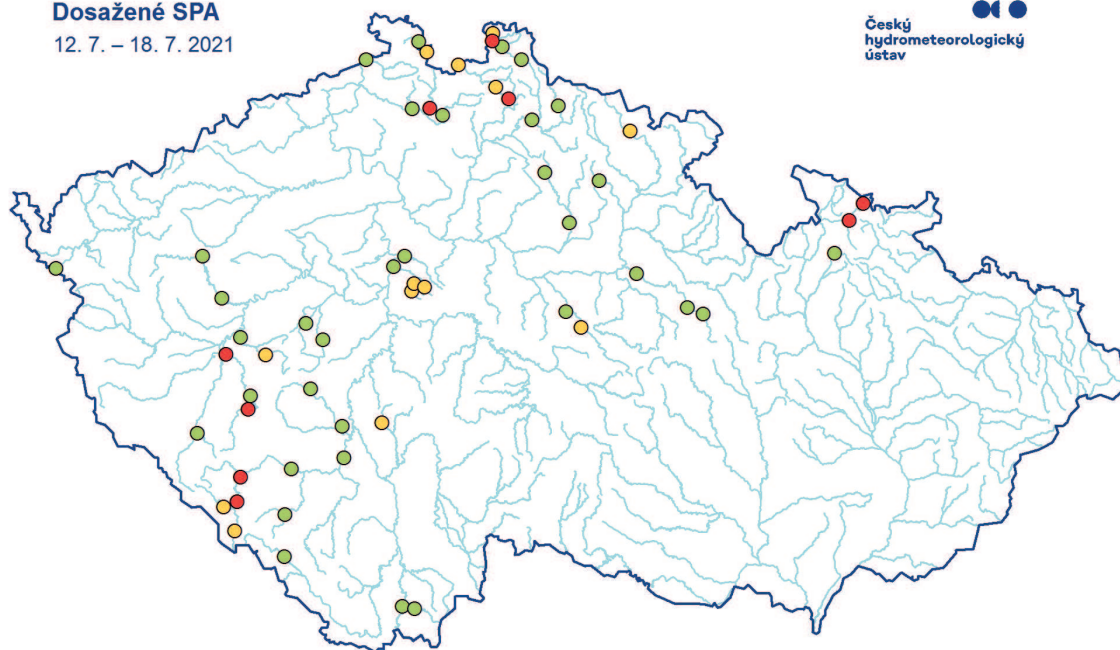 Dosažené SPA
12. 7. – 18. 7. 2021
Český
hydrometeorologický
ústav